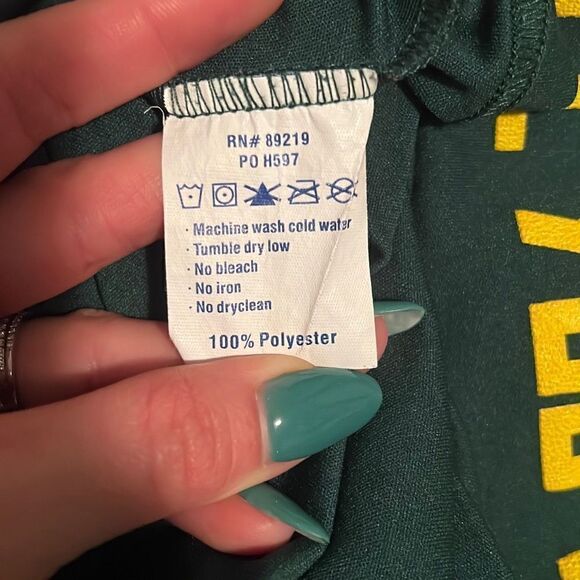 RN# 89219
PO H597
· Machine wash cold water
· Tumble dry low
· No bleach
· No iron
· No dryclean
100% Polyester